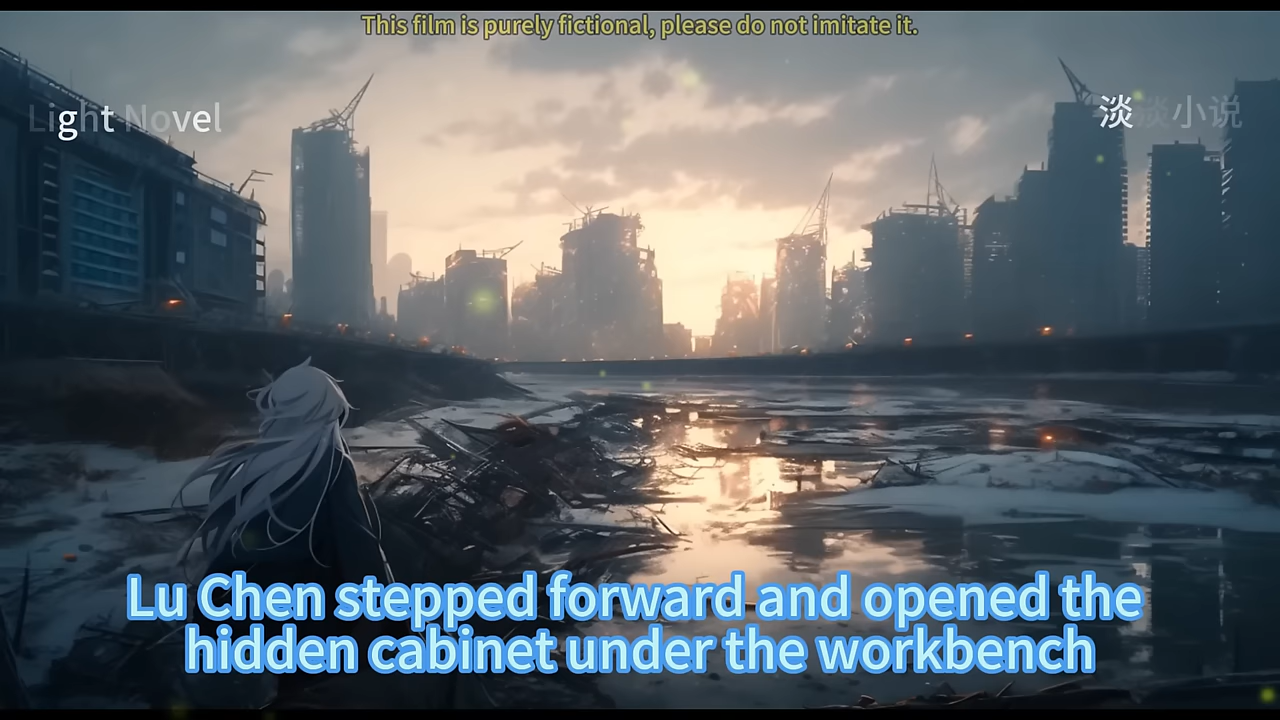 This film is purely fictional, please do not imitate it.
Light Novel
淡淡小说
Lu Chen stepped forward and opened the
hidden cabinet under the workbench